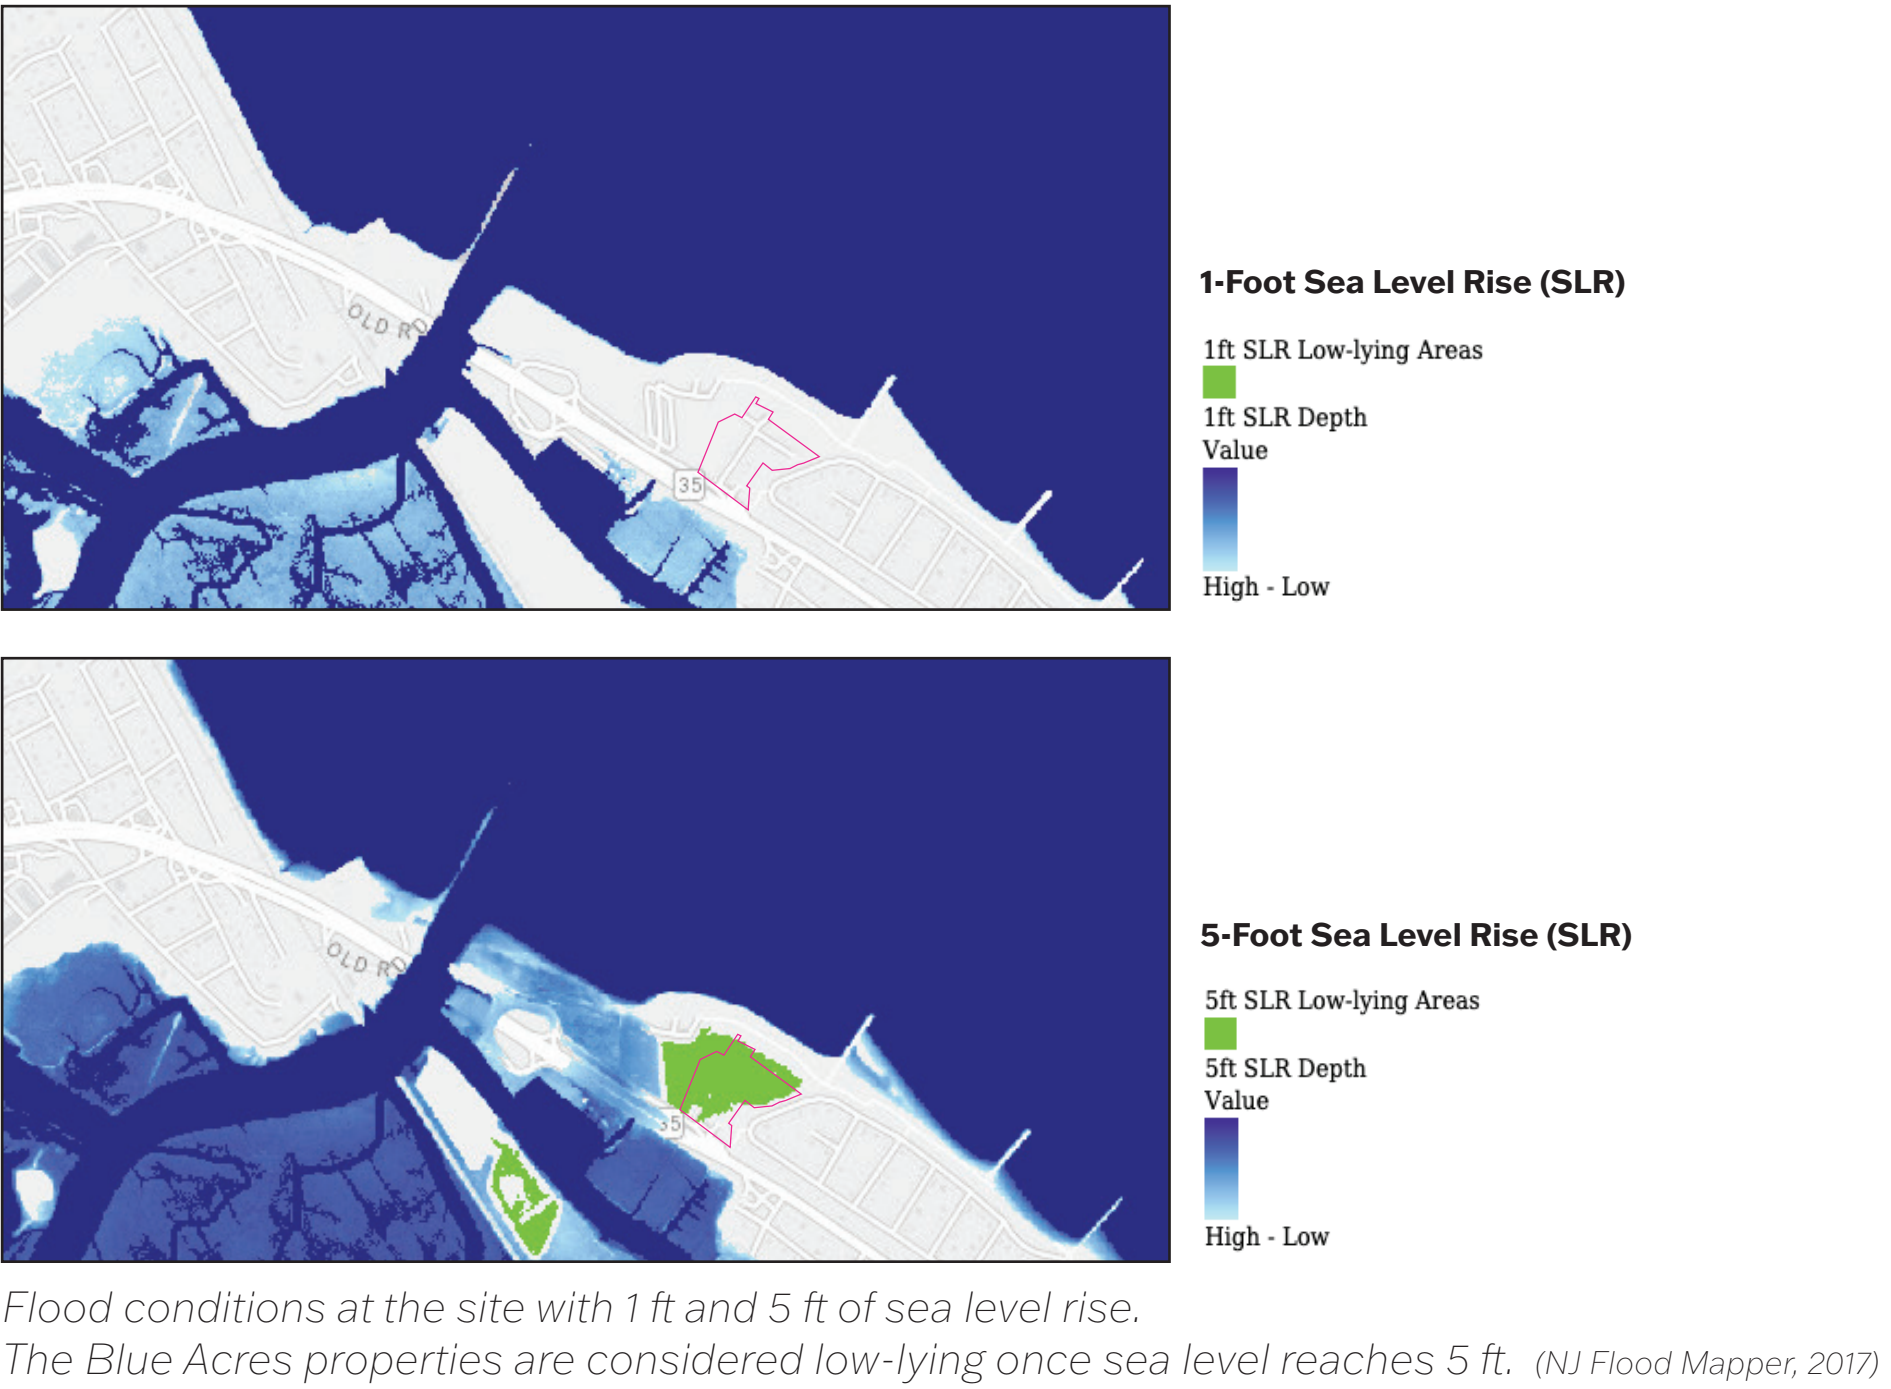 OLD RD
35
1-Foot Sea Level Rise (SLR)
1ft SLR Low-lying Areas
1ft SLR Depth
Value
High - Low
OLD RD
35
5-Foot Sea Level Rise (SLR)
5ft SLR Low-lying Areas
5ft SLR Depth
Value
High - Low
Flood conditions at the site with 1 ft and 5 ft of sea level rise.
The Blue Acres properties are considered low-lying once sea level reaches 5 ft. (NJ Flood Mapper, 2017)